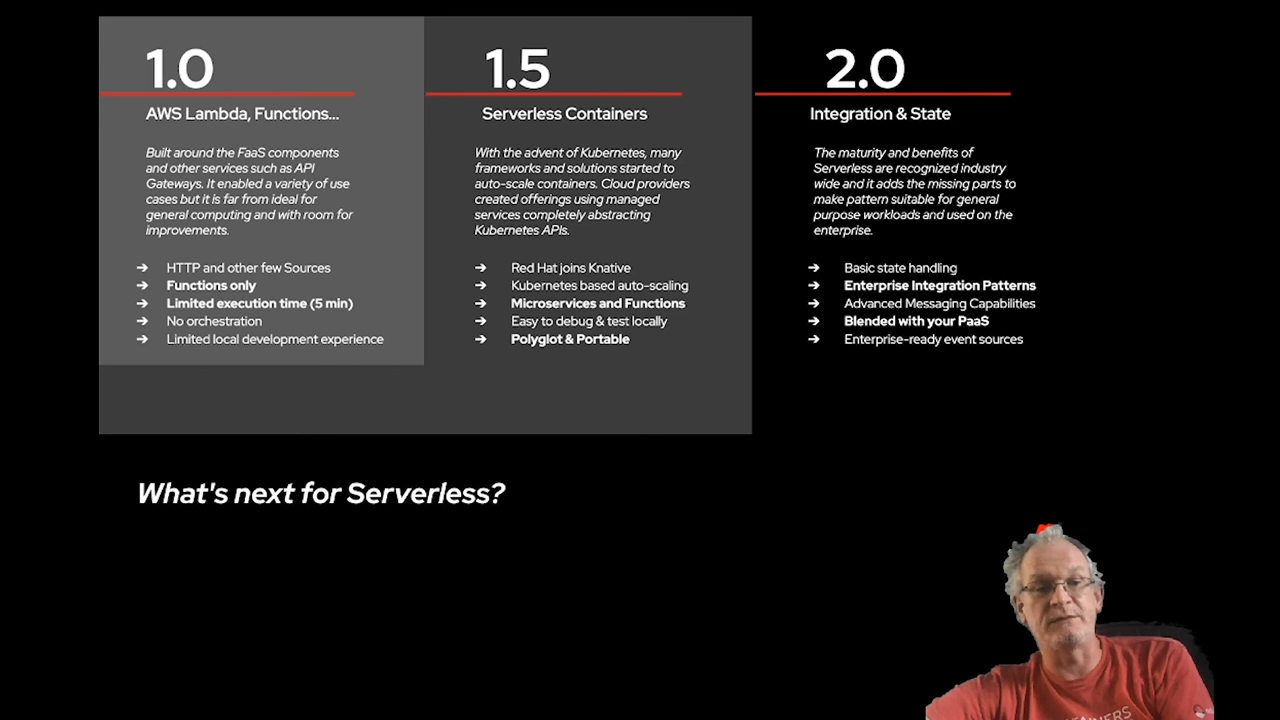 1.0
AWS Lambda, Functions...
Built around the FaaS components
and other services such as API
Gateways. It enabled a variety of use
cases but it is far from ideal for
general computing and with room for
improvements.
➔ HTTP and other few Sources
➔ Functions only
➔ Limited execution time (5 min)
➔ No orchestration
➔ Limited local development experience
1.5
Serverless Containers
With the advent of Kubernetes, many
frameworks and solutions started to
auto-scale containers. Cloud providers
created offerings using managed
services completely abstracting
Kubernetes APIs.
➔ Red Hat joins Knative
➔ Kubernetes based auto-scaling
➔ Microservices and Functions
➔ Easy to debug & test locally
➔ Polyglot & Portable
2.0
Integration & State
The maturity and benefits of
Serverless are recognized industry
wide and it adds the missing parts to
make pattern suitable for general
purpose workloads and used on the
enterprise.
➔ Basic state handling
➔ Enterprise Integration Patterns
➔ Advanced Messaging Capabilities
➔ Blended with your PaaS
➔ Enterprise-ready event sources
What's next for Serverless?